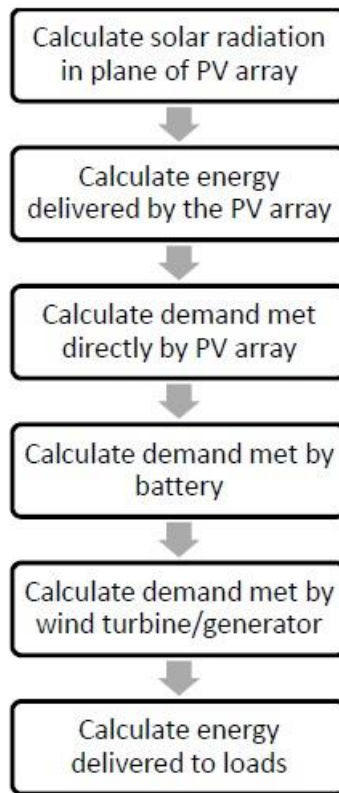 Calculate solar radiation
in plane of PV array
Calculate energy
delivered by the PV array
Calculate demand met
directly by PV array
Calculate demand met by
battery
Calculate demand met by
wind turbine/generator
Calculate energy
delivered to loads